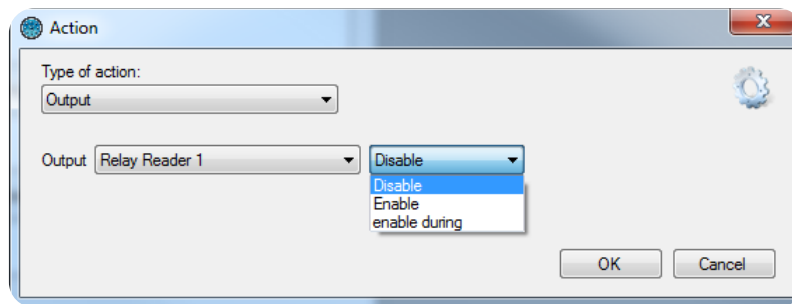 Action
Type of action:
Output
Output Relay Reader 1 Disable
Disable
Enable
enable during
OK Cancel